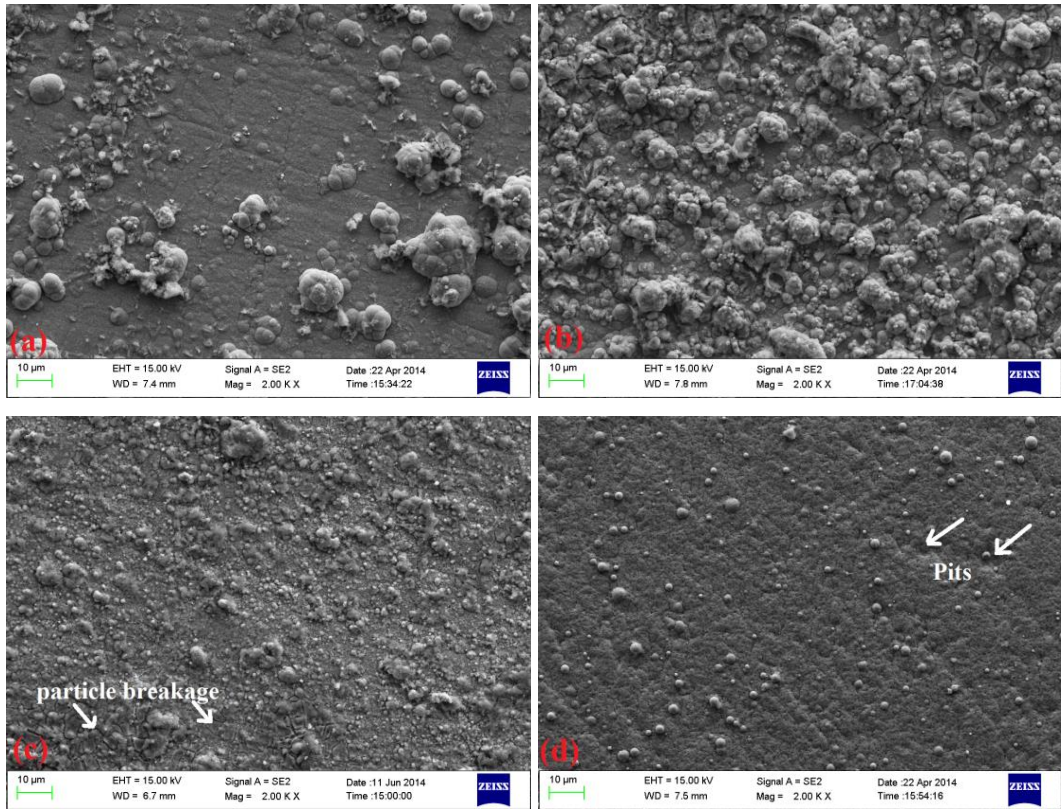 (a)
10 µm EHT = 15.00 kV Signal A = SE2 Date :22 Apr 2014
WD = 7.4 mm Mag = 2.00 K X Time :15:34:22
ZEISS
(b)
10 µm EHT = 15.00 kV Signal A = SE2 Date :22 Apr 2014
WD = 7.8 mm Mag = 2.00 K X Time :17:04:38
ZEISS
particle breakage
(c)
10 µm EHT = 15.00 kV Signal A = SE2 Date :11 Jun 2014
WD = 6.7 mm Mag = 2.00 K X Time :15:00:00
ZEISS
Pits
(d)
10 µm EHT = 15.00 kV Signal A = SE2 Date :22 Apr 2014
WD = 7.5 mm Mag = 2.00 K X Time :15:54:16
ZEISS